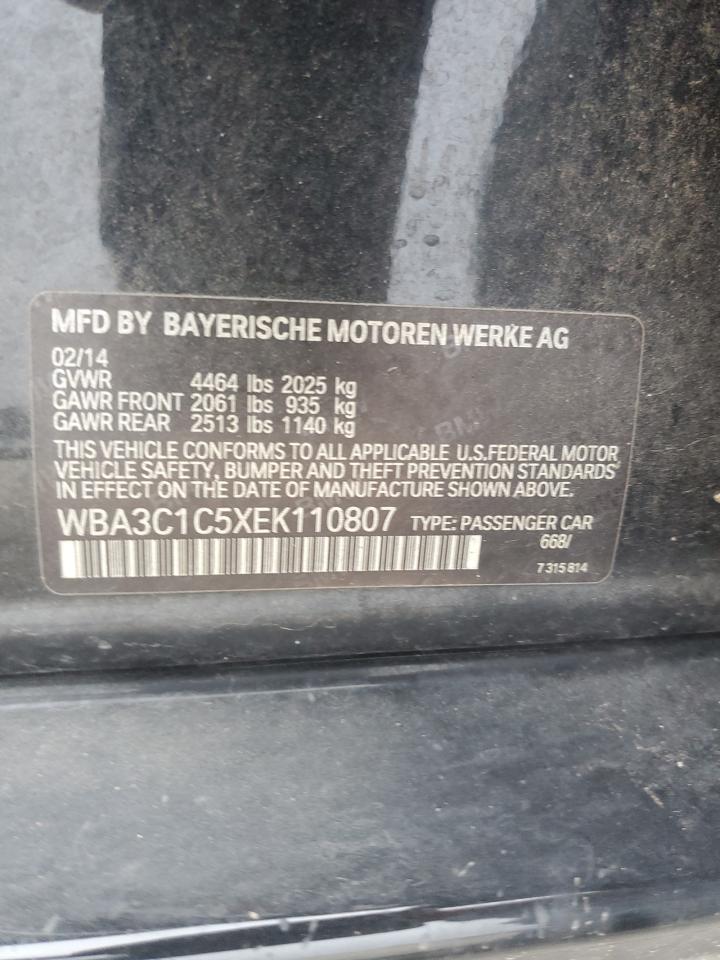 MFD BY BAYERISCHE MOTOREN WERKE AG
02/14
GVWR 4464 lbs 2025 kg
GAWR FRONT 2061 lbs 935 kg
GAWR REAR 2513 lbs 1140 kg
THIS VEHICLE CONFORMS TO ALL APPLICABLE U.S.FEDERAL MOTOR
VEHICLE SAFETY, BUMPER AND THEFT PREVENTION STANDARDS
IN EFFECT ON THE DATE OF MANUFACTURE SHOWN ABOVE.
WBA3C1C5XEK110807 TYPE: PASSENGER CAR
668/
7 315 814